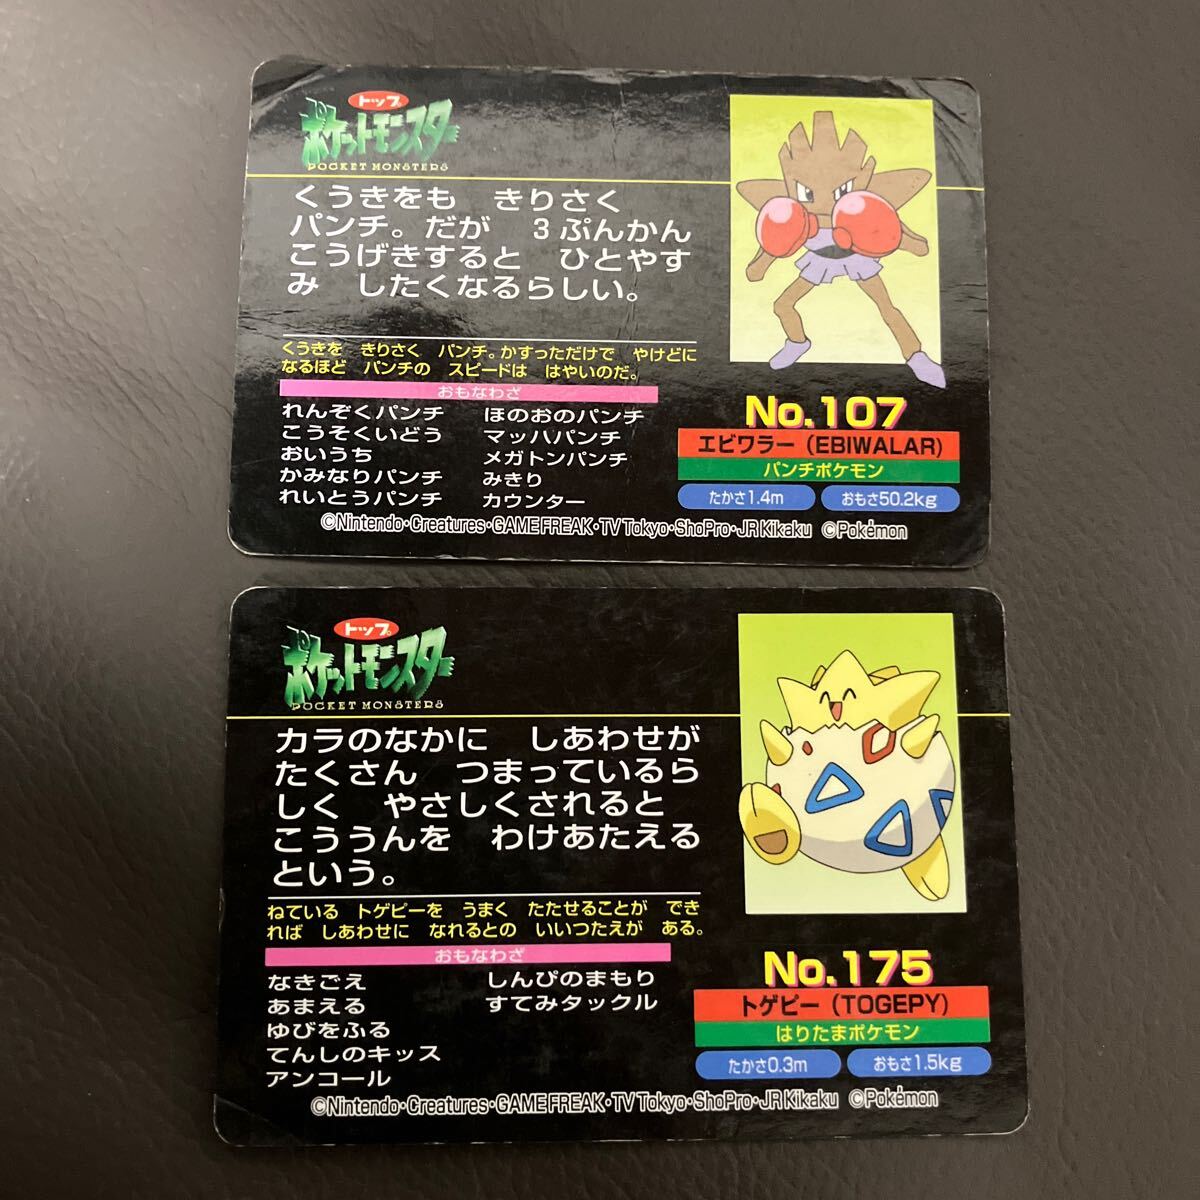 トップ
ポケットモンスター
POCKET MONSTERS
くうきをも　きりさく
パンチ。だが　3ぷんかん
こうげきすると　ひとやす
み　したくなるらしい。
くうきを　きりさく　パンチ。かすっただけで　やけどに
なるほど　パンチの　スピードは　はやいのだ。
おもなわざ
れんぞくパンチ　ほのおのパンチ
こうそくいどう　マッハパンチ
おいうち　メガトンパンチ
かみなりパンチ　みきり
れいとうパンチ　カウンター
No.107
エビワラー（EBIWALAR）
パンチポケモン
たかさ1.4m　おもさ50.2kg
©Nintendo・Creatures・GAME FREAK・TV Tokyo・ShoPro・JR Kikaku ©Pokémon
トップ
ポケットモンスター
POCKET MONSTERS
カラのなかに　しあわせが
たくさん　つまっているら
しく　やさしくされると
こううんを　わけあたえる
という。
ねている　トゲピーを　うまく　たたせることが　でき
れば　しあわせに　なれるとの　いいつたえが　ある。
おもなわざ
なきごえ　しんぴのまもり
あまえる　すてみタックル
ゆびをふる
てんしのキッス
アンコール
No.175
トゲピー（TOGEPY）
はりたまポケモン
たかさ0.3m　おもさ1.5kg
©Nintendo・Creatures・GAME FREAK・TV Tokyo・ShoPro・JR Kikaku ©Pokémon